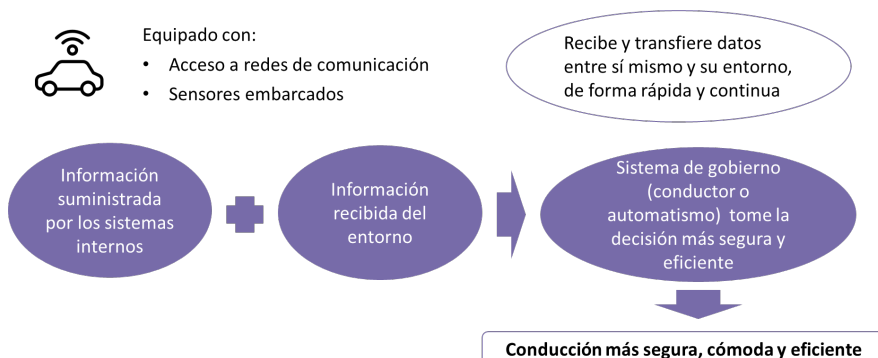 Equipado con:
• Acceso a redes de comunicación
• Sensores embarcados
Recibe y transfiere datos
entre sí mismo y su entorno,
de forma rápida y continua
Información
suministrada
por los sistemas
internos
Información
recibida del
entorno
Sistema de gobierno
(conductor o
automatismo) tome la
decisión más segura y
eficiente
Conducción más segura, cómoda y eficiente